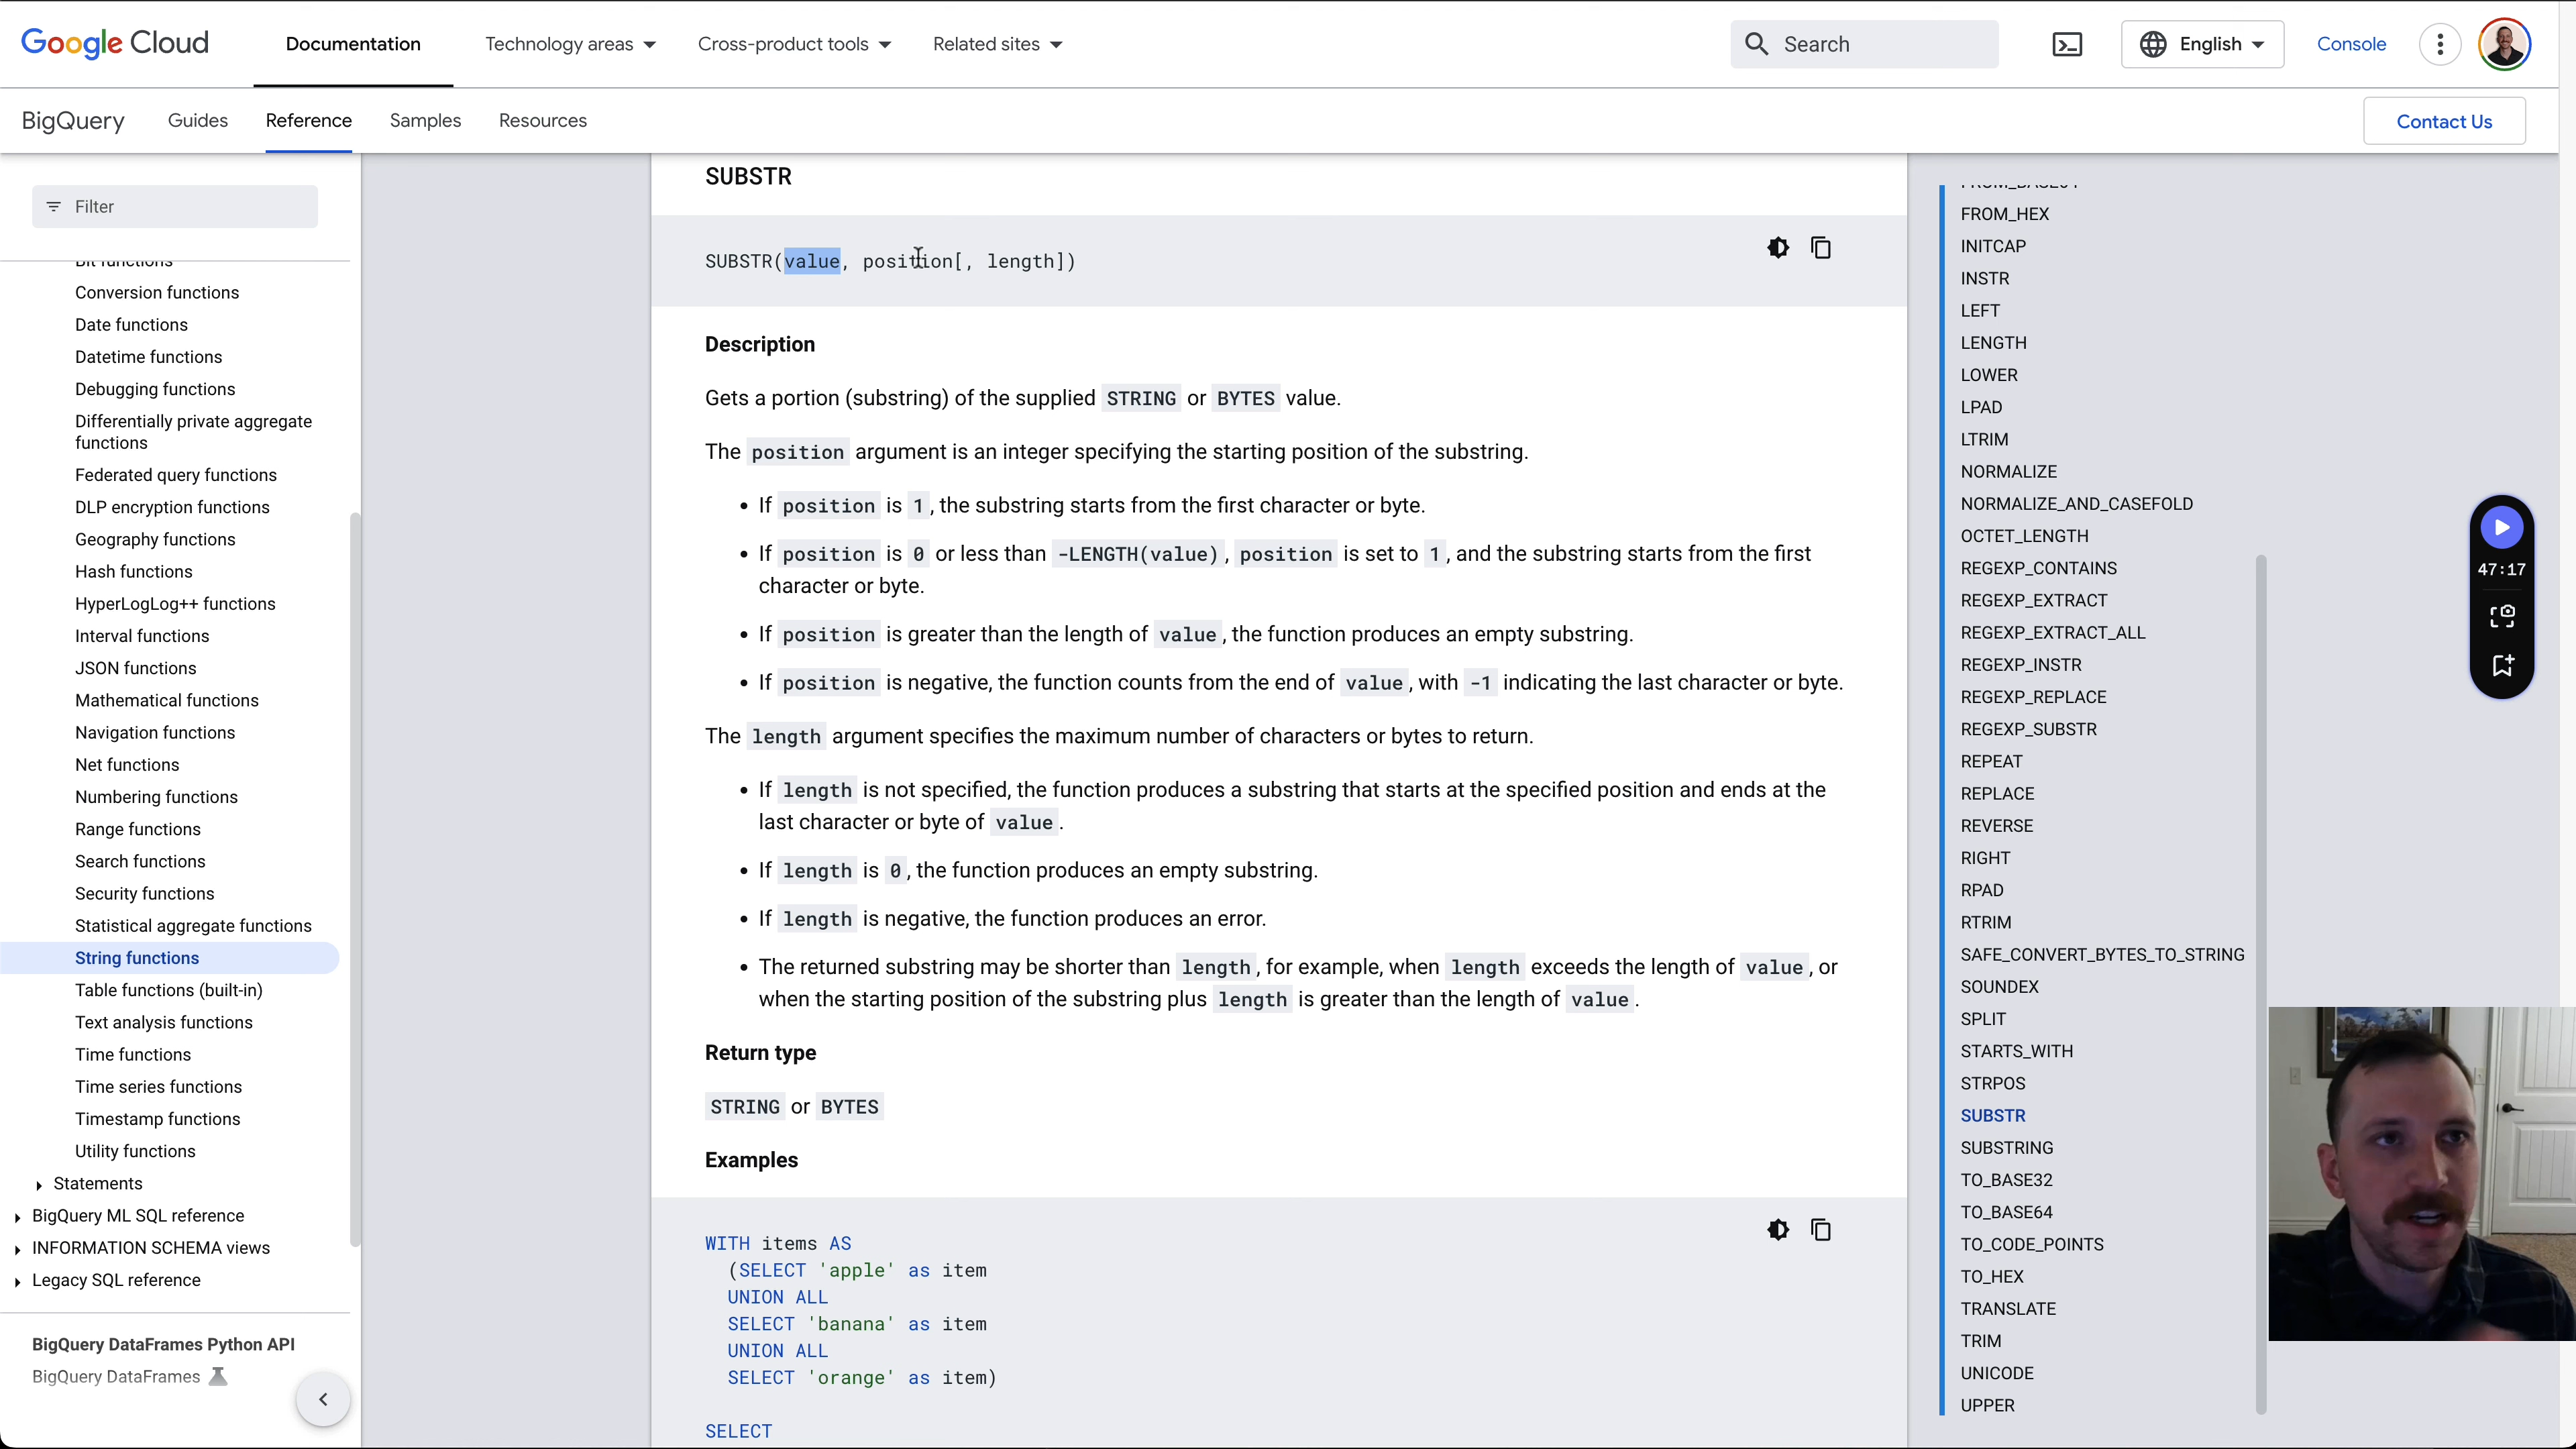 Google Cloud
Documentation
Technology areas
Cross-product tools
Related sites
Search
English
Console
BigQuery
Guides
Reference
Samples
Resources
Contact Us
Filter
Bit functions
Conversion functions
Date functions
Datetime functions
Debugging functions
Differentially private aggregate
functions
Federated query functions
DLP encryption functions
Geography functions
Hash functions
HyperLogLog++ functions
Interval functions
JSON functions
Mathematical functions
Navigation functions
Net functions
Numbering functions
Range functions
Search functions
Security functions
Statistical aggregate functions
String functions
Table functions (built-in)
Text analysis functions
Time functions
Time series functions
Timestamp functions
Utility functions
Statements
BigQuery ML SQL reference
INFORMATION SCHEMA views
Legacy SQL reference
BigQuery DataFrames Python API
BigQuery DataFrames
SUBSTR
SUBSTR(value, position[, length])
Description
Gets a portion (substring) of the supplied STRING or BYTES value.
The position argument is an integer specifying the starting position of the substring.
• If position is 1, the substring starts from the first character or byte.
• If position is 0 or less than -LENGTH(value), position is set to 1, and the substring starts from the first
character or byte.
• If position is greater than the length of value, the function produces an empty substring.
• If position is negative, the function counts from the end of value, with -1 indicating the last character or byte.
The length argument specifies the maximum number of characters or bytes to return.
• If length is not specified, the function produces a substring that starts at the specified position and ends at the
last character or byte of value.
• If length is 0, the function produces an empty substring.
• If length is negative, the function produces an error.
• The returned substring may be shorter than length, for example, when length exceeds the length of value, or
when the starting position of the substring plus length is greater than the length of value.
Return type
STRING or BYTES
Examples
WITH items AS
(SELECT 'apple' as item
UNION ALL
SELECT 'banana' as item
UNION ALL
SELECT 'orange' as item)
SELECT
FROM_BASE64
FROM_HEX
INITCAP
INSTR
LEFT
LENGTH
LOWER
LPAD
LTRIM
NORMALIZE
NORMALIZE_AND_CASEFOLD
OCTET_LENGTH
REGEXP_CONTAINS
REGEXP_EXTRACT
REGEXP_EXTRACT_ALL
REGEXP_INSTR
REGEXP_REPLACE
REGEXP_SUBSTR
REPEAT
REPLACE
REVERSE
RIGHT
RPAD
RTRIM
SAFE_CONVERT_BYTES_TO_STRING
SOUNDEX
SPLIT
STARTS_WITH
STRPOS
SUBSTR
SUBSTRING
TO_BASE32
TO_BASE64
TO_CODE_POINTS
TO_HEX
TRANSLATE
TRIM
UNICODE
UPPER
47:17